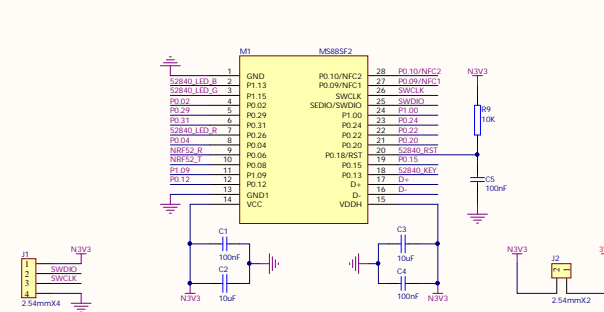 M1 MS88SF2
1 GND P0.10/NFC2 28 P0.10/NFC2
52840_LED_B 2 P1.13 P0.09/NFC1 27 P0.09/NFC1
52840_LED_G 3 P1.15 SWCLK 26 SWCLK
P0.02 4 P0.02 SEDIO/SWDIO 25 SWDIO
P0.29 5 P0.29 P1.00 24 P1.00
P0.31 6 P0.31 P0.24 23 P0.24
52840_LED_R 7 P0.26 P0.22 22 P0.22
P0.04 8 P0.04 P0.20 21 P0.20
NRF52_R 9 P0.06 P0.18/RST 20 52840_RST
NRF52_T 10 P0.08 P0.15 19 P0.15
P1.09 11 P1.09 P0.13 18 52840_KEY
P0.12 12 P0.12 D+ 17 D+
13 GND1 D- 16 D-
14 VCC VDDH 15
N3V3
R9
10K
C5
100nF
C1
100nF
C2
10uF
N3V3
C3
10uF
C4
100nF
N3V3
J1
N3V3
1
2 SWDIO
3 SWCLK
4
2.54mmX4
N3V3
J2
2 1
2.54mmX2